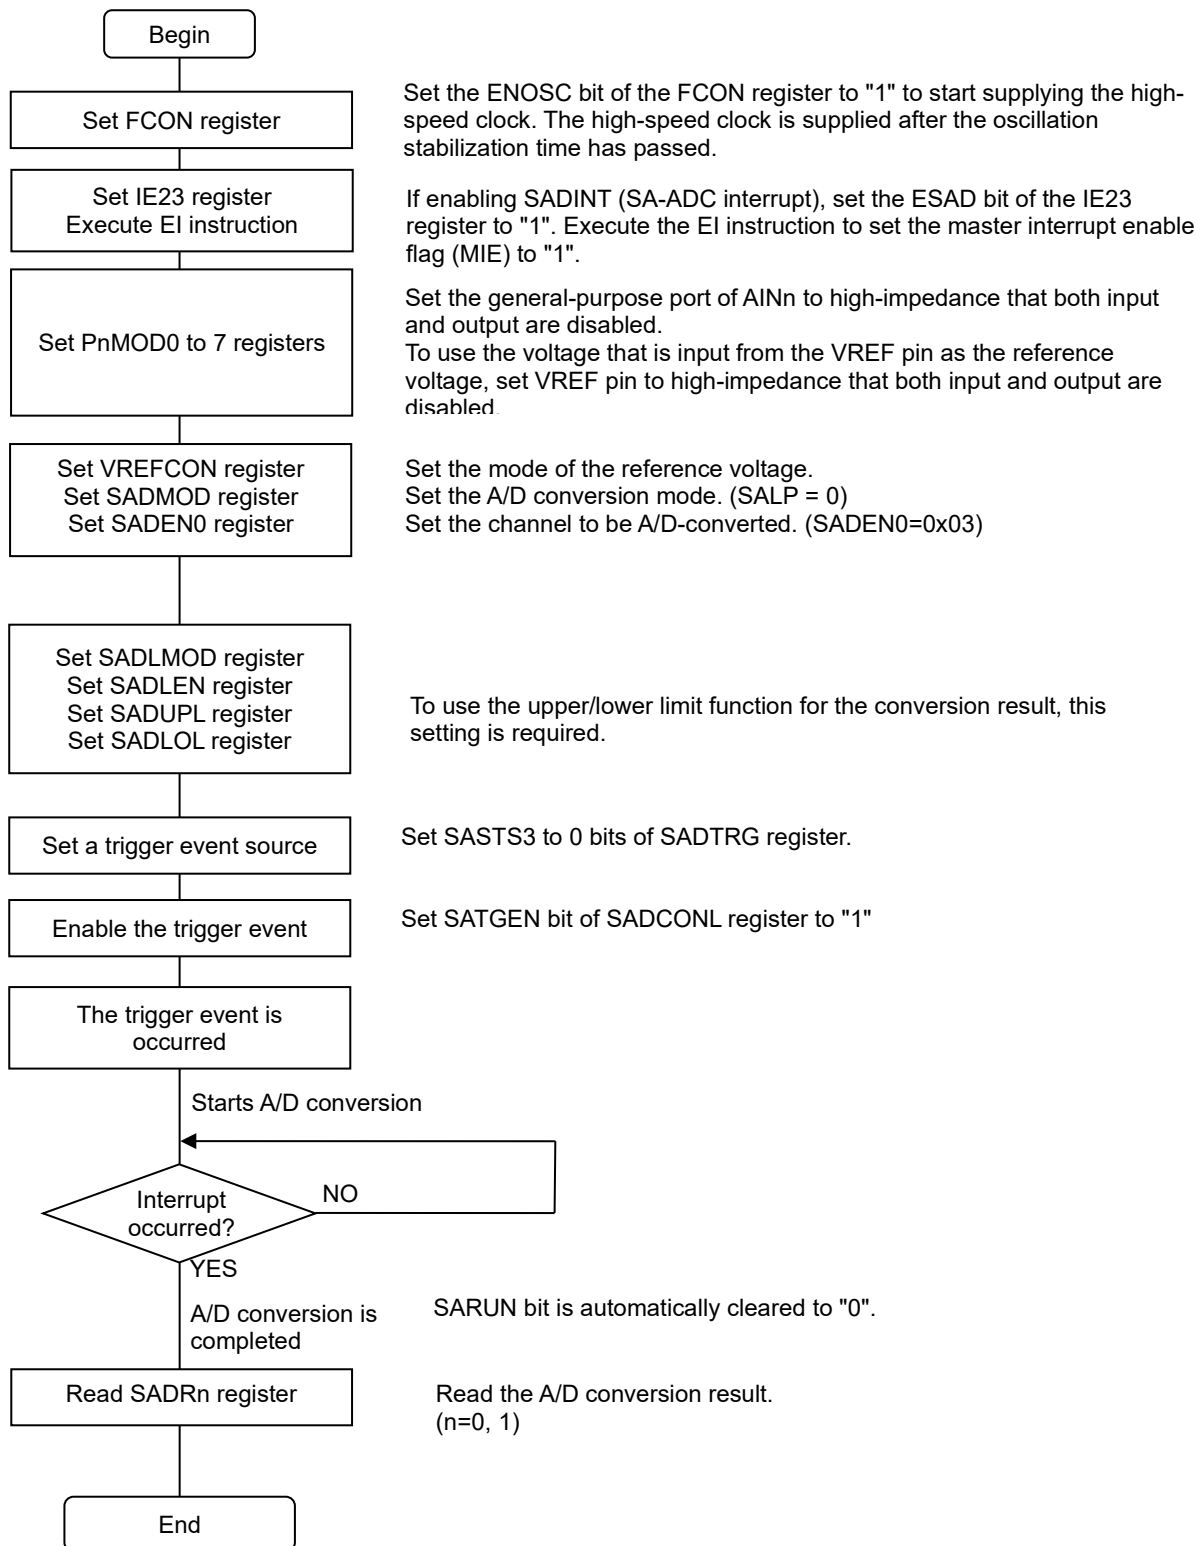 Begin
Set FCON register
Set the ENOSC bit of the FCON register to "1" to start supplying the high-
speed clock. The high-speed clock is supplied after the oscillation
stabilization time has passed.
Set IE23 register
Execute EI instruction
If enabling SADINT (SA-ADC interrupt), set the ESAD bit of the IE23
register to "1". Execute the EI instruction to set the master interrupt enable
flag (MIE) to "1".
Set PnMOD0 to 7 registers
Set the general-purpose port of AINn to high-impedance that both input
and output are disabled.
To use the voltage that is input from the VREF pin as the reference
voltage, set VREF pin to high-impedance that both input and output are
disabled.
Set VREFCON register
Set SADMOD register
Set SADEN0 register
Set the mode of the reference voltage.
Set the A/D conversion mode. (SALP = 0)
Set the channel to be A/D-converted. (SADEN0=0x03)
Set SADLMOD register
Set SADLEN register
Set SADUPL register
Set SADLOL register
To use the upper/lower limit function for the conversion result, this
setting is required.
Set a trigger event source
Set SASTS3 to 0 bits of SADTRG register.
Enable the trigger event
Set SATGEN bit of SADCONL register to "1"
The trigger event is
occurred
Starts A/D conversion
Interrupt
occurred?
NO
YES
A/D conversion is
completed
SARUN bit is automatically cleared to "0".
Read SADRn register
Read the A/D conversion result.
(n=0, 1)
End